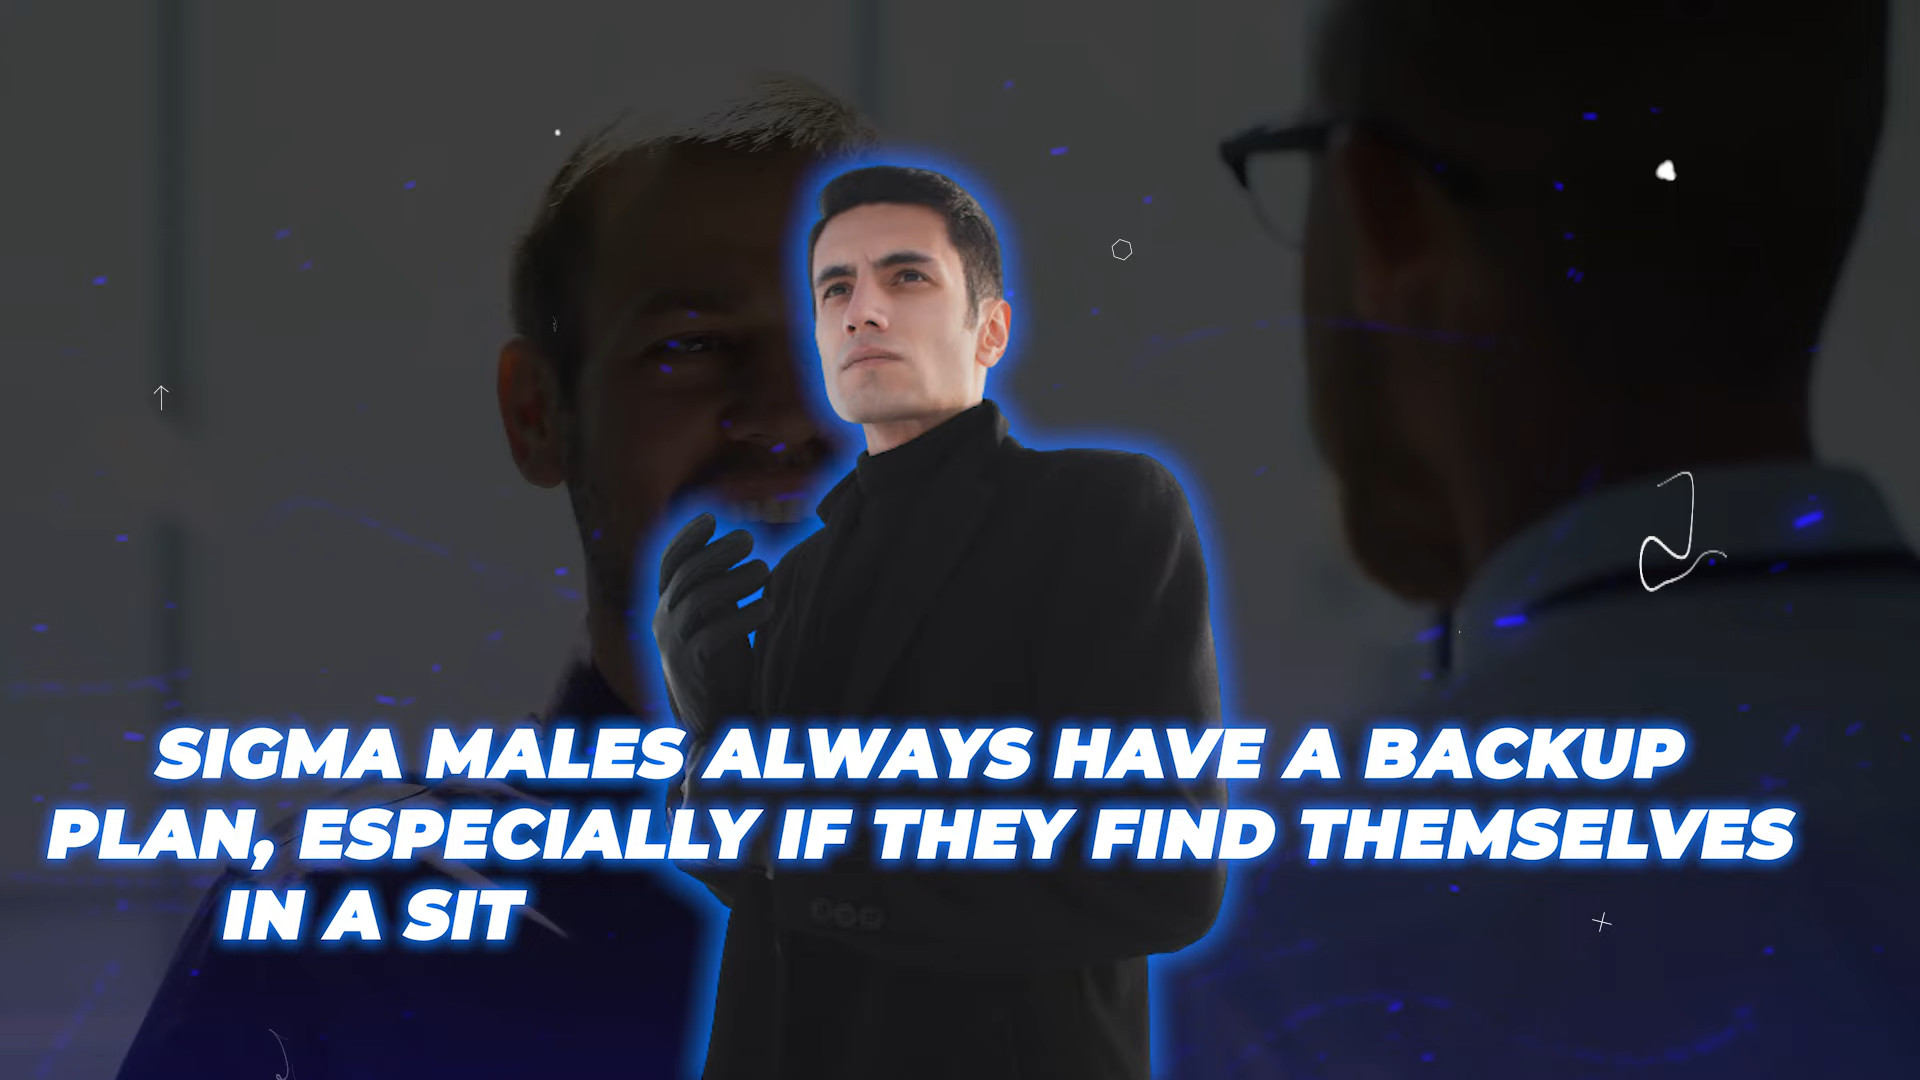 SIGMA MALES ALWAYS HAVE A BACKUP
PLAN, ESPECIALLY IF THEY FIND THEMSELVES
IN A SIT